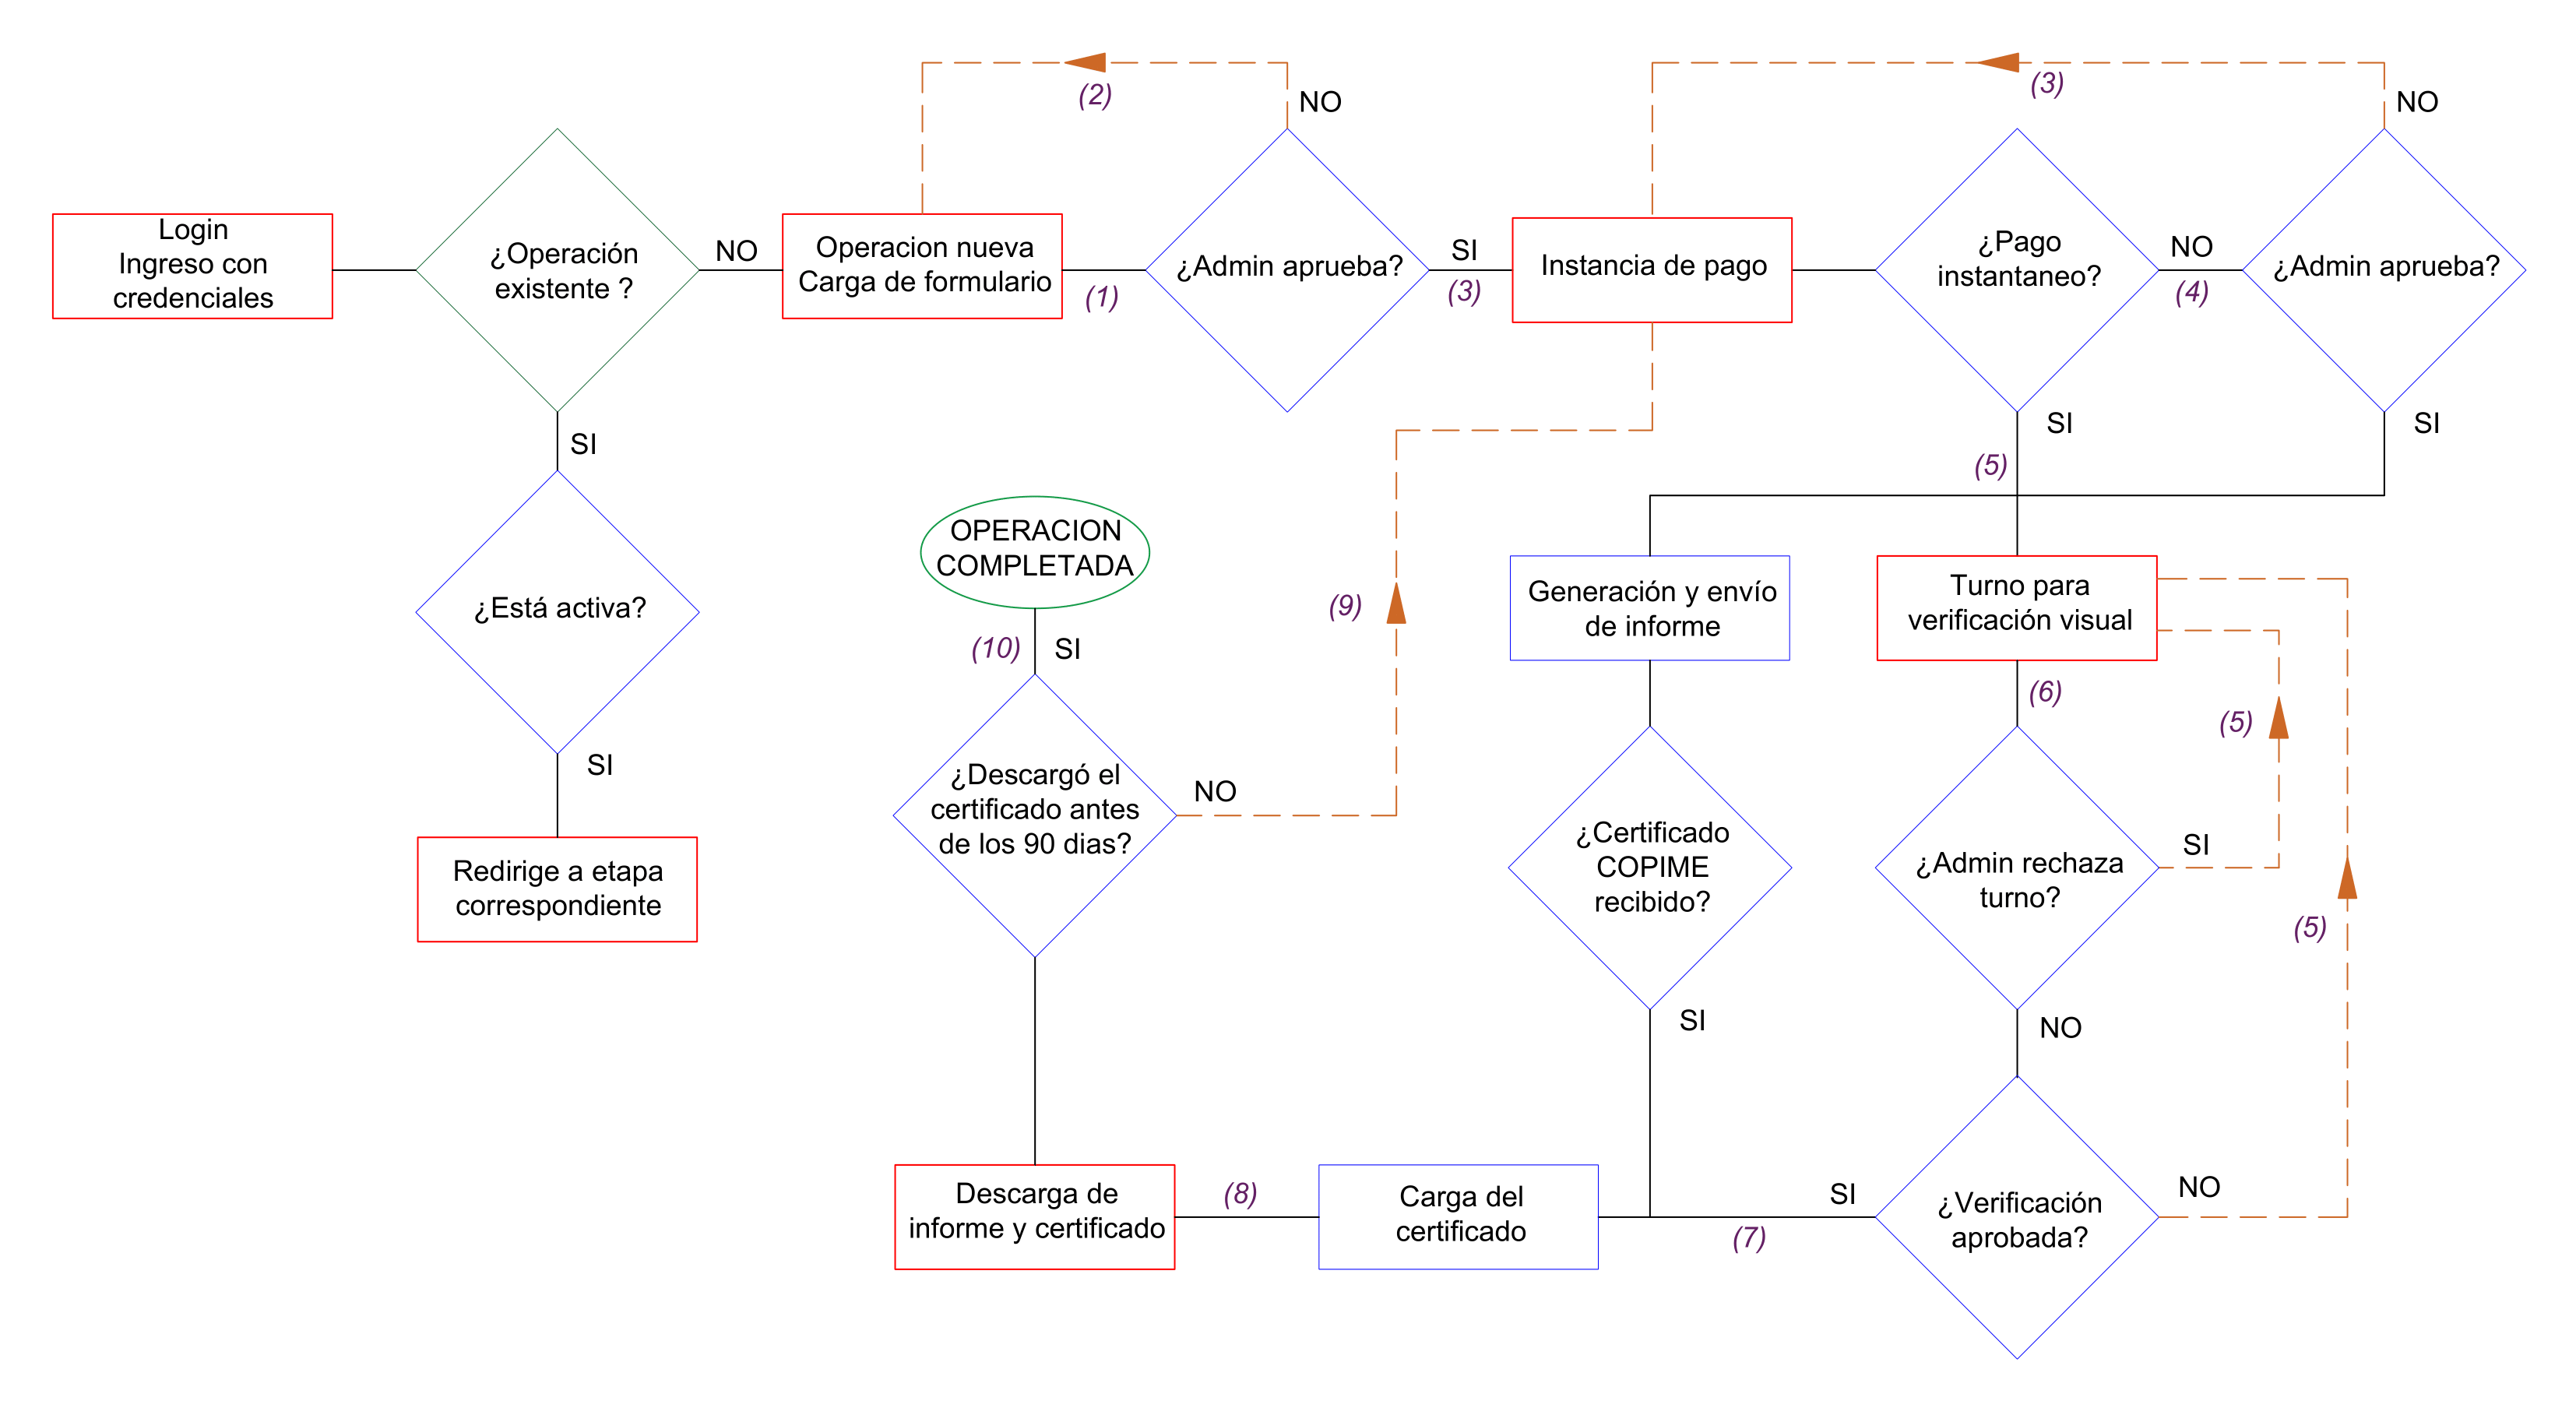 (2)
NO
(3)
NO
Login
Ingreso con
credenciales
¿Operación
existente ?
NO
Operacion nueva
Carga de formulario
(1)
¿Admin aprueba?
SI
(3)
Instancia de pago
¿Pago
instantaneo?
NO
(4)
¿Admin aprueba?
SI
SI
SI
(5)
OPERACION
COMPLETADA
¿Está activa?
(9)
Generación y envío
de informe
Turno para
verificación visual
(10)
SI
(6)
(5)
SI
¿Descargó el
certificado antes
de los 90 dias?
NO
¿Certificado
COPIME
recibido?
¿Admin rechaza
turno?
SI
Redirige a etapa
correspondiente
(5)
SI
NO
Descarga de
informe y certificado
(8)
Carga del
certificado
SI
(7)
¿Verificación
aprobada?
NO